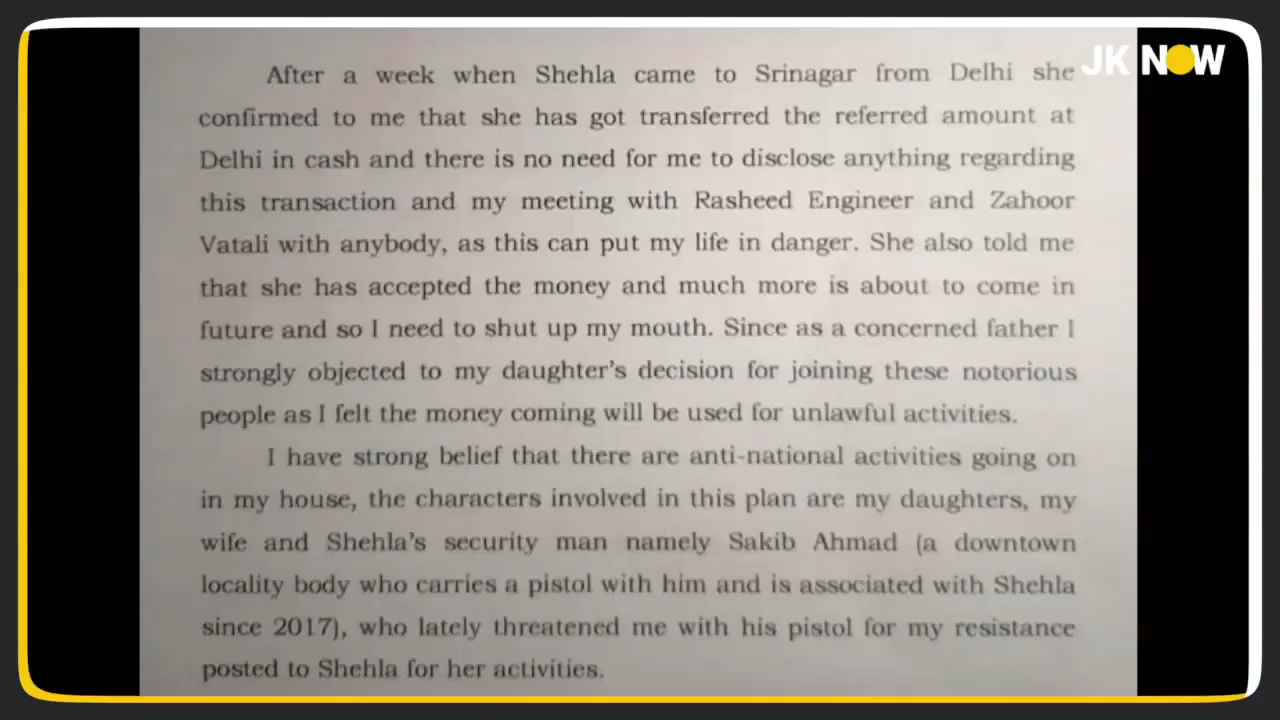 JK NOW
After a week when Shehla came to Srinagar from Delhi she
confirmed to me that she has got transferred the referred amount at
Delhi in cash and there is no need for me to disclose anything regarding
this transaction and my meeting with Rasheed Engineer and Zahoor
Vatali with anybody, as this can put my life in danger. She also told me
that she has accepted the money and much more is about to come in
future and so I need to shut up my mouth. Since as a concerned father I
strongly objected to my daughter's decision for joining these notorious
people as I felt the money coming will be used for unlawful activities.
I have strong belief that there are anti-national activities going on
in my house, the characters involved in this plan are my daughters, my
wife and Shehla's security man namely Sakib Ahmad (a downtown
locality body who carries a pistol with him and is associated with Shehla
since 2017), who lately threatened me with his pistol for my resistance
posted to Shehla for her activities.